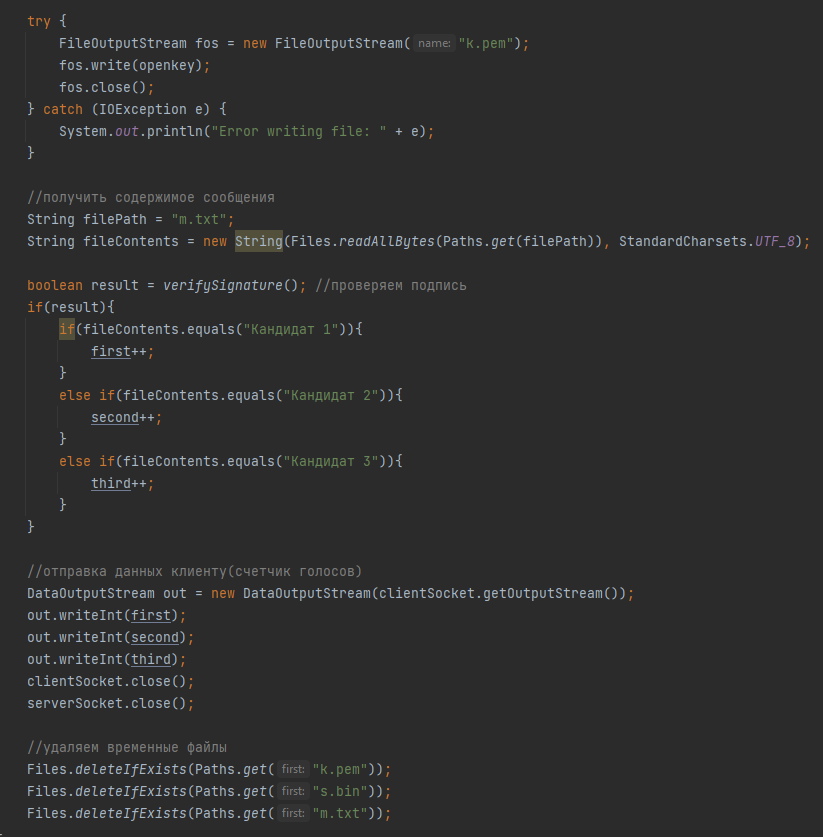 try {
    FileOutputStream fos = new FileOutputStream( name: "k.pem");
    fos.write(openkey);
    fos.close();
} catch (IOException e) {
    System.out.println("Error writing file: " + e);
}

//получить содержимое сообщения
String filePath = "m.txt";
String fileContents = new String(Files.readAllBytes(Paths.get(filePath)), StandardCharsets.UTF_8);

boolean result = verifySignature(); //проверяем подпись
if(result){
    if(fileContents.equals("Кандидат 1")){
        first++;
    }
    else if(fileContents.equals("Кандидат 2")){
        second++;
    }
    else if(fileContents.equals("Кандидат 3")){
        third++;
    }
}

//отправка данных клиенту(счетчик голосов)
DataOutputStream out = new DataOutputStream(clientSocket.getOutputStream());
out.writeInt(first);
out.writeInt(second);
out.writeInt(third);
clientSocket.close();
serverSocket.close();

//удаляем временные файлы
Files.deleteIfExists(Paths.get( first: "k.pem"));
Files.deleteIfExists(Paths.get( first: "s.bin"));
Files.deleteIfExists(Paths.get( first: "m.txt"));